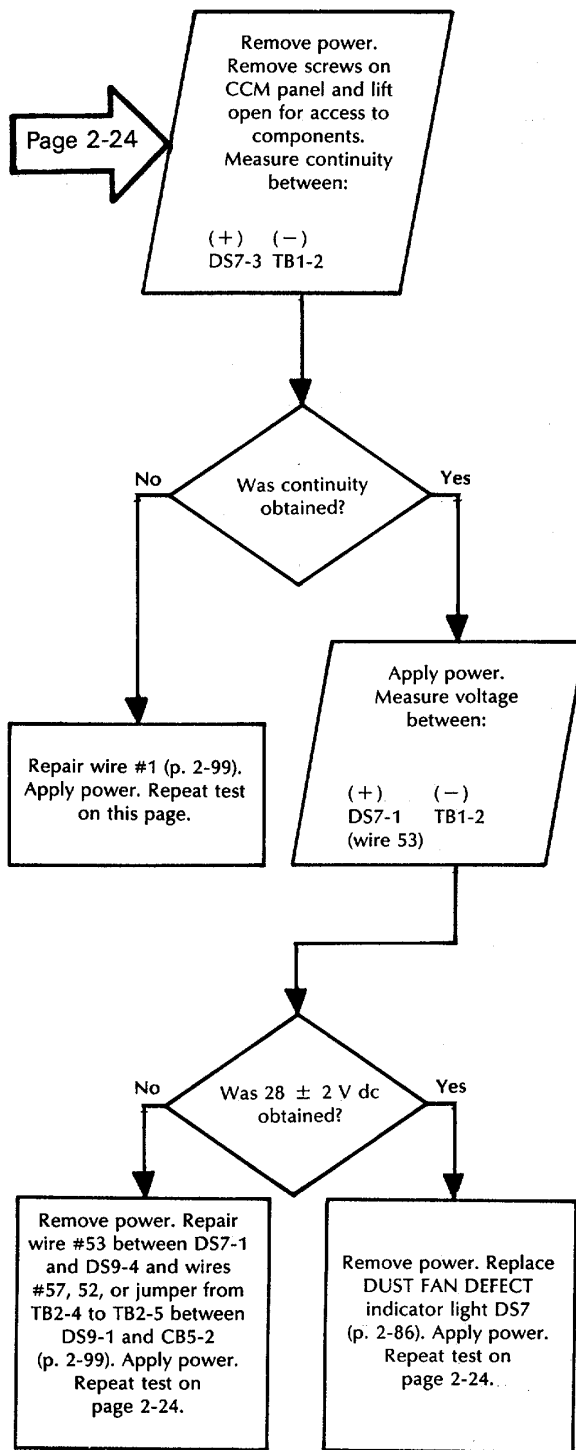 Page 2-24
Remove power.
Remove screws on
CCM panel and lift
open for access to
components.
Measure continuity
between:
(+) (−)
DS7-3 TB1-2
No
Was continuity
obtained?
Yes
Repair wire #1 (p. 2-99).
Apply power. Repeat test
on this page.
Apply power.
Measure voltage
between:
(+) (−)
DS7-1 TB1-2
(wire 53)
No
Was 28 ± 2 V dc
obtained?
Yes
Remove power. Repair
wire #53 between DS7-1
and DS9-4 and wires
#57, 52, or jumper from
TB2-4 to TB2-5 between
DS9-1 and CB5-2
(p. 2-99). Apply power.
Repeat test on
page 2-24.
Remove power. Replace
DUST FAN DEFECT
indicator light DS7
(p. 2-86). Apply power.
Repeat test on
page 2-24.